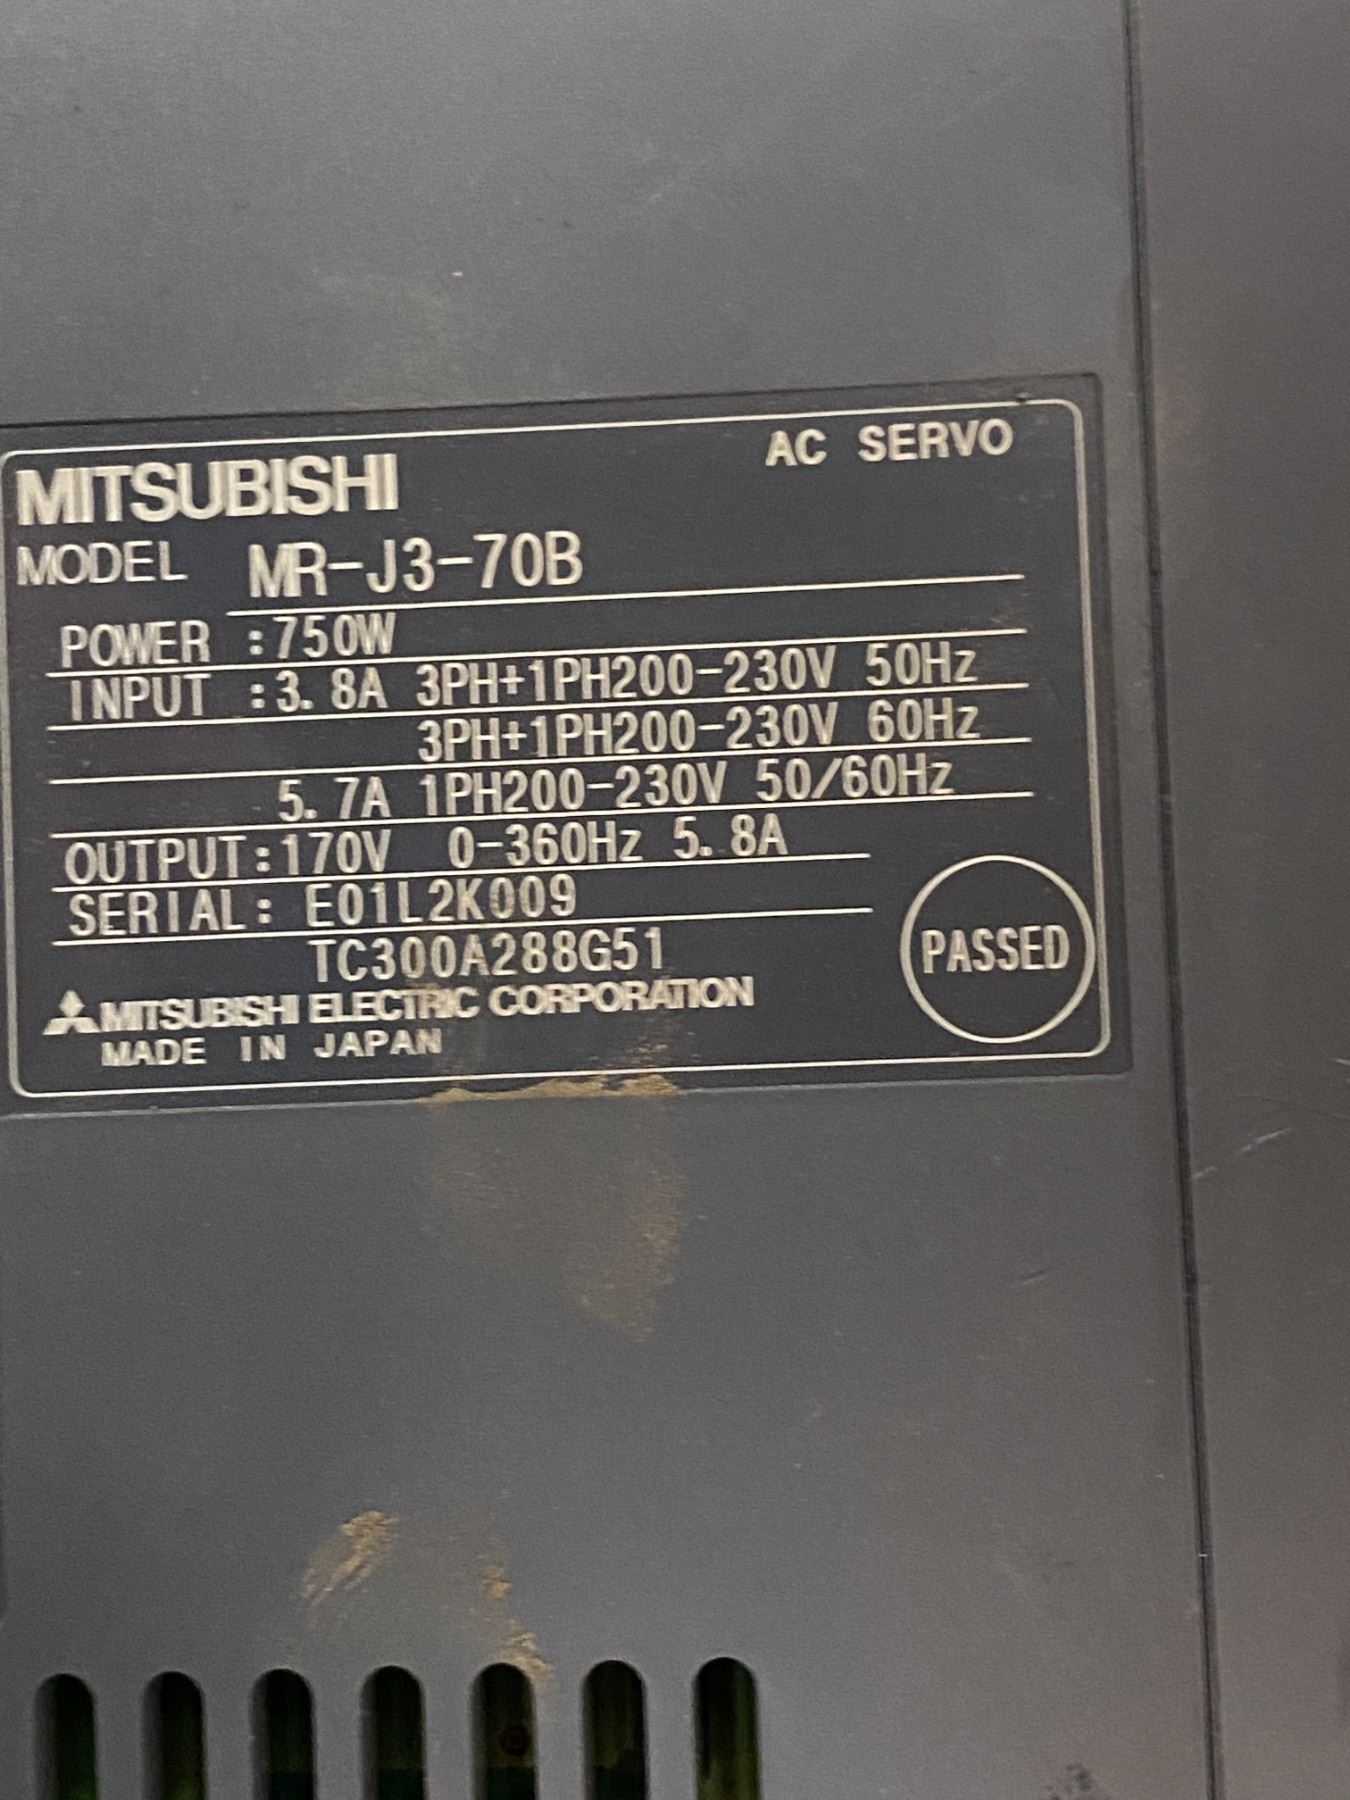 AC SERVO
MITSUBISHI
MODEL MR-J3-70B
POWER :750W
INPUT :3.8A 3PH+1PH200-230V 50Hz
3PH+1PH200-230V 60Hz
5.7A 1PH200-230V 50/60Hz
OUTPUT:170V 0-360Hz 5.8A
SERIAL: E01L2K009
TC300A288G51
PASSED
MITSUBISHI ELECTRIC CORPORATION
MADE IN JAPAN